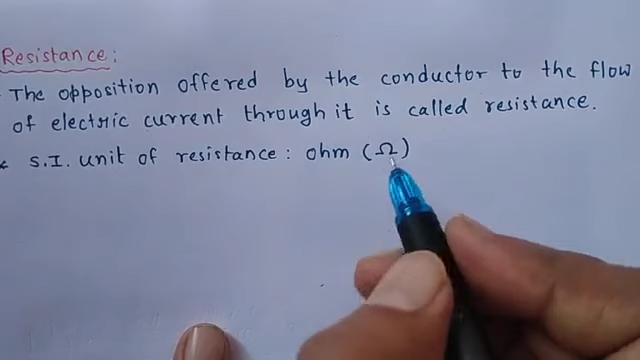 Resistance:
The opposition offered by the conductor to the flow
of electric current through it is called resistance.
* S.I. unit of resistance : ohm (Ω)